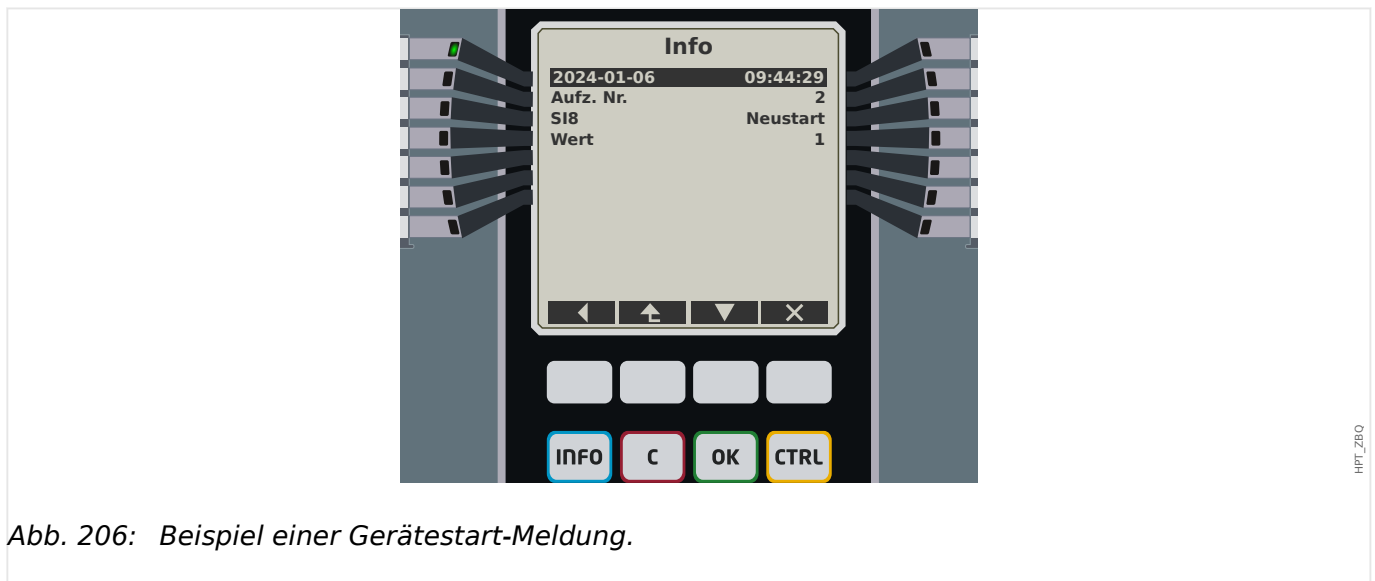 Info
2024-01-06 09:44:29
Aufz. Nr. 2
SI8 Neustart
Wert 1
INFO C OK CTRL
HPT_ZBQ
Abb. 206: Beispiel einer Gerätestart-Meldung.